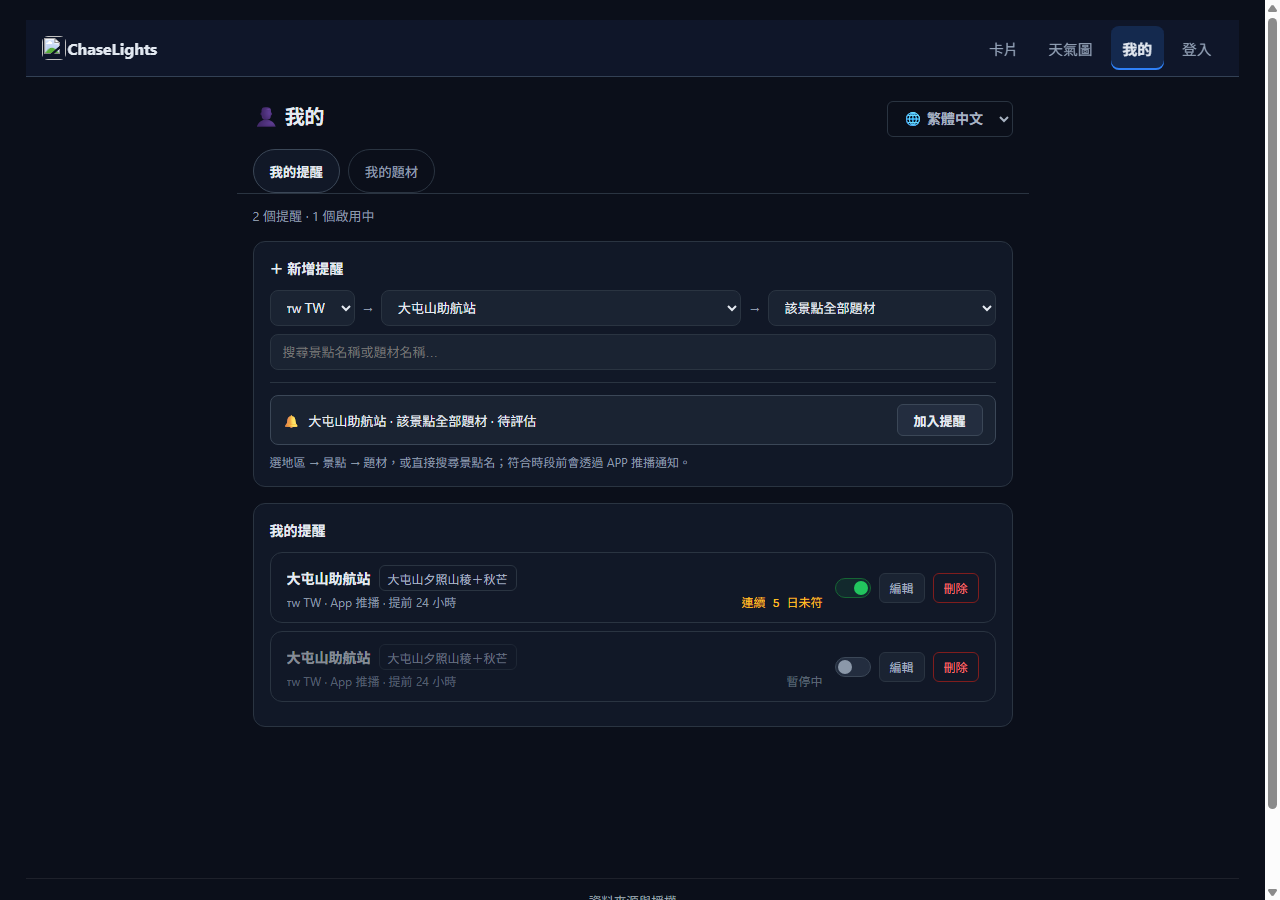 ChaseLights
卡片
天氣圖
我的
登入
👤 我的
🌐 繁體中文
我的提醒
我的題材
2 個提醒 · 1 個啟用中
＋ 新增提醒
TW TW → 大屯山助航站 → 該景點全部題材
搜尋景點名稱或題材名稱...
🔔 大屯山助航站 · 該景點全部題材 · 待評估
加入提醒
選地區 → 景點 → 題材，或直接搜尋景點名；符合時段前會透過 APP 推播通知。
我的提醒
大屯山助航站 大屯山夕照山稜＋秋芒
TW TW · App 推播 · 提前 24 小時
連續 5 日未符
編輯
刪除
大屯山助航站 大屯山夕照山稜＋秋芒
TW TW · App 推播 · 提前 24 小時
暫停中
編輯
刪除